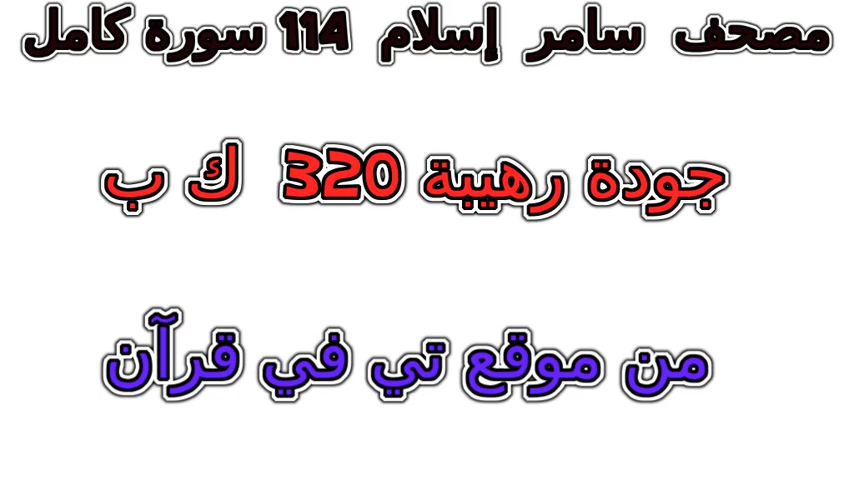 مصحف سامر إسلام 114 سورة كامل
جودة رهيبة 320 ك ب
من موقع تي في قرآن